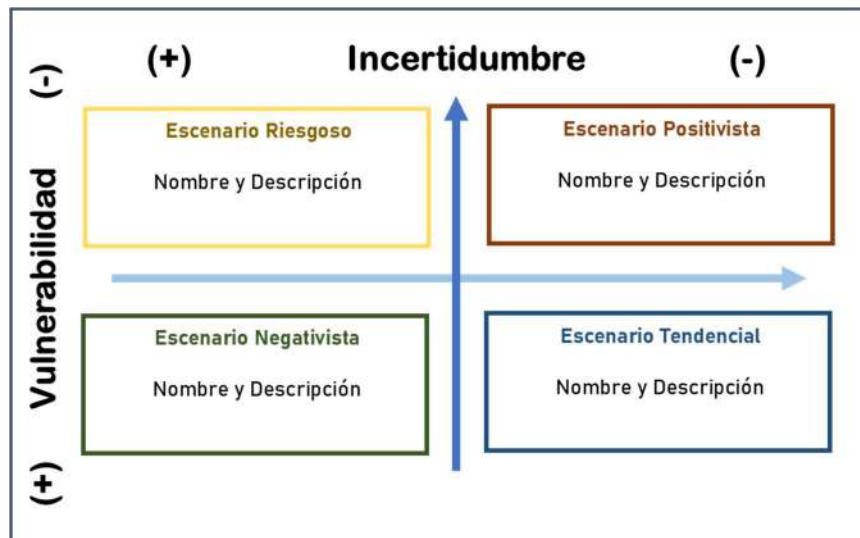 (+) Incertidumbre (-)
(-)
Vulnerabilidad
(+)
Escenario Riesgoso
Nombre y Descripción
Escenario Positivista
Nombre y Descripción
Escenario Negativista
Nombre y Descripción
Escenario Tendencial
Nombre y Descripción